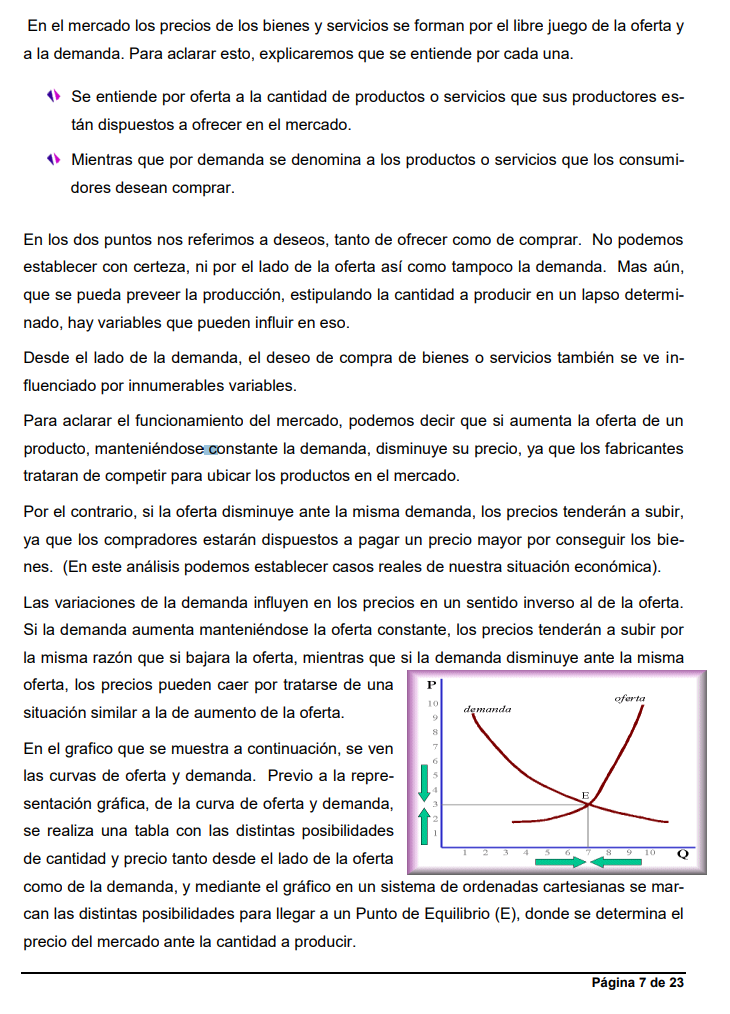 En el mercado los precios de los bienes y servicios se forman por el libre juego de la oferta y
a la demanda. Para aclarar esto, explicaremos que se entiende por cada una.
Se entiende por oferta a la cantidad de productos o servicios que sus productores es-
tán dispuestos a ofrecer en el mercado.
Mientras que por demanda se denomina a los productos o servicios que los consumi-
dores desean comprar.
En los dos puntos nos referimos a deseos, tanto de ofrecer como de comprar. No podemos
establecer con certeza, ni por el lado de la oferta así como tampoco la demanda. Mas aún,
que se pueda preveer la producción, estipulando la cantidad a producir en un lapso determi-
nado, hay variables que pueden influir en eso.
Desde el lado de la demanda, el deseo de compra de bienes o servicios también se ve in-
fluenciado por innumerables variables.
Para aclarar el funcionamiento del mercado, podemos decir que si aumenta la oferta de un
producto, manteniéndose constante la demanda, disminuye su precio, ya que los fabricantes
trataran de competir para ubicar los productos en el mercado.
Por el contrario, si la oferta disminuye ante la misma demanda, los precios tenderán a subir,
ya que los compradores estarán dispuestos a pagar un precio mayor por conseguir los bie-
nes. (En este análisis podemos establecer casos reales de nuestra situación económica).
Las variaciones de la demanda influyen en los precios en un sentido inverso al de la oferta.
Si la demanda aumenta manteniéndose la oferta constante, los precios tenderán a subir por
la misma razón que si bajara la oferta, mientras que si la demanda disminuye ante la misma
oferta, los precios pueden caer por tratarse de una
situación similar a la de aumento de la oferta.
En el grafico que se muestra a continuación, se ven
las curvas de oferta y demanda. Previo a la repre-
sentación gráfica, de la curva de oferta y demanda,
se realiza una tabla con las distintas posibilidades
de cantidad y precio tanto desde el lado de la oferta
P
10
9
8
7
6
5
4
3
2
1
demanda
oferta
E
1 2 3 4 5 6 7 8 9 10 Q
como de la demanda, y mediante el gráfico en un sistema de ordenadas cartesianas se mar-
can las distintas posibilidades para llegar a un Punto de Equilibrio (E), donde se determina el
precio del mercado ante la cantidad a producir.
Página 7 de 23